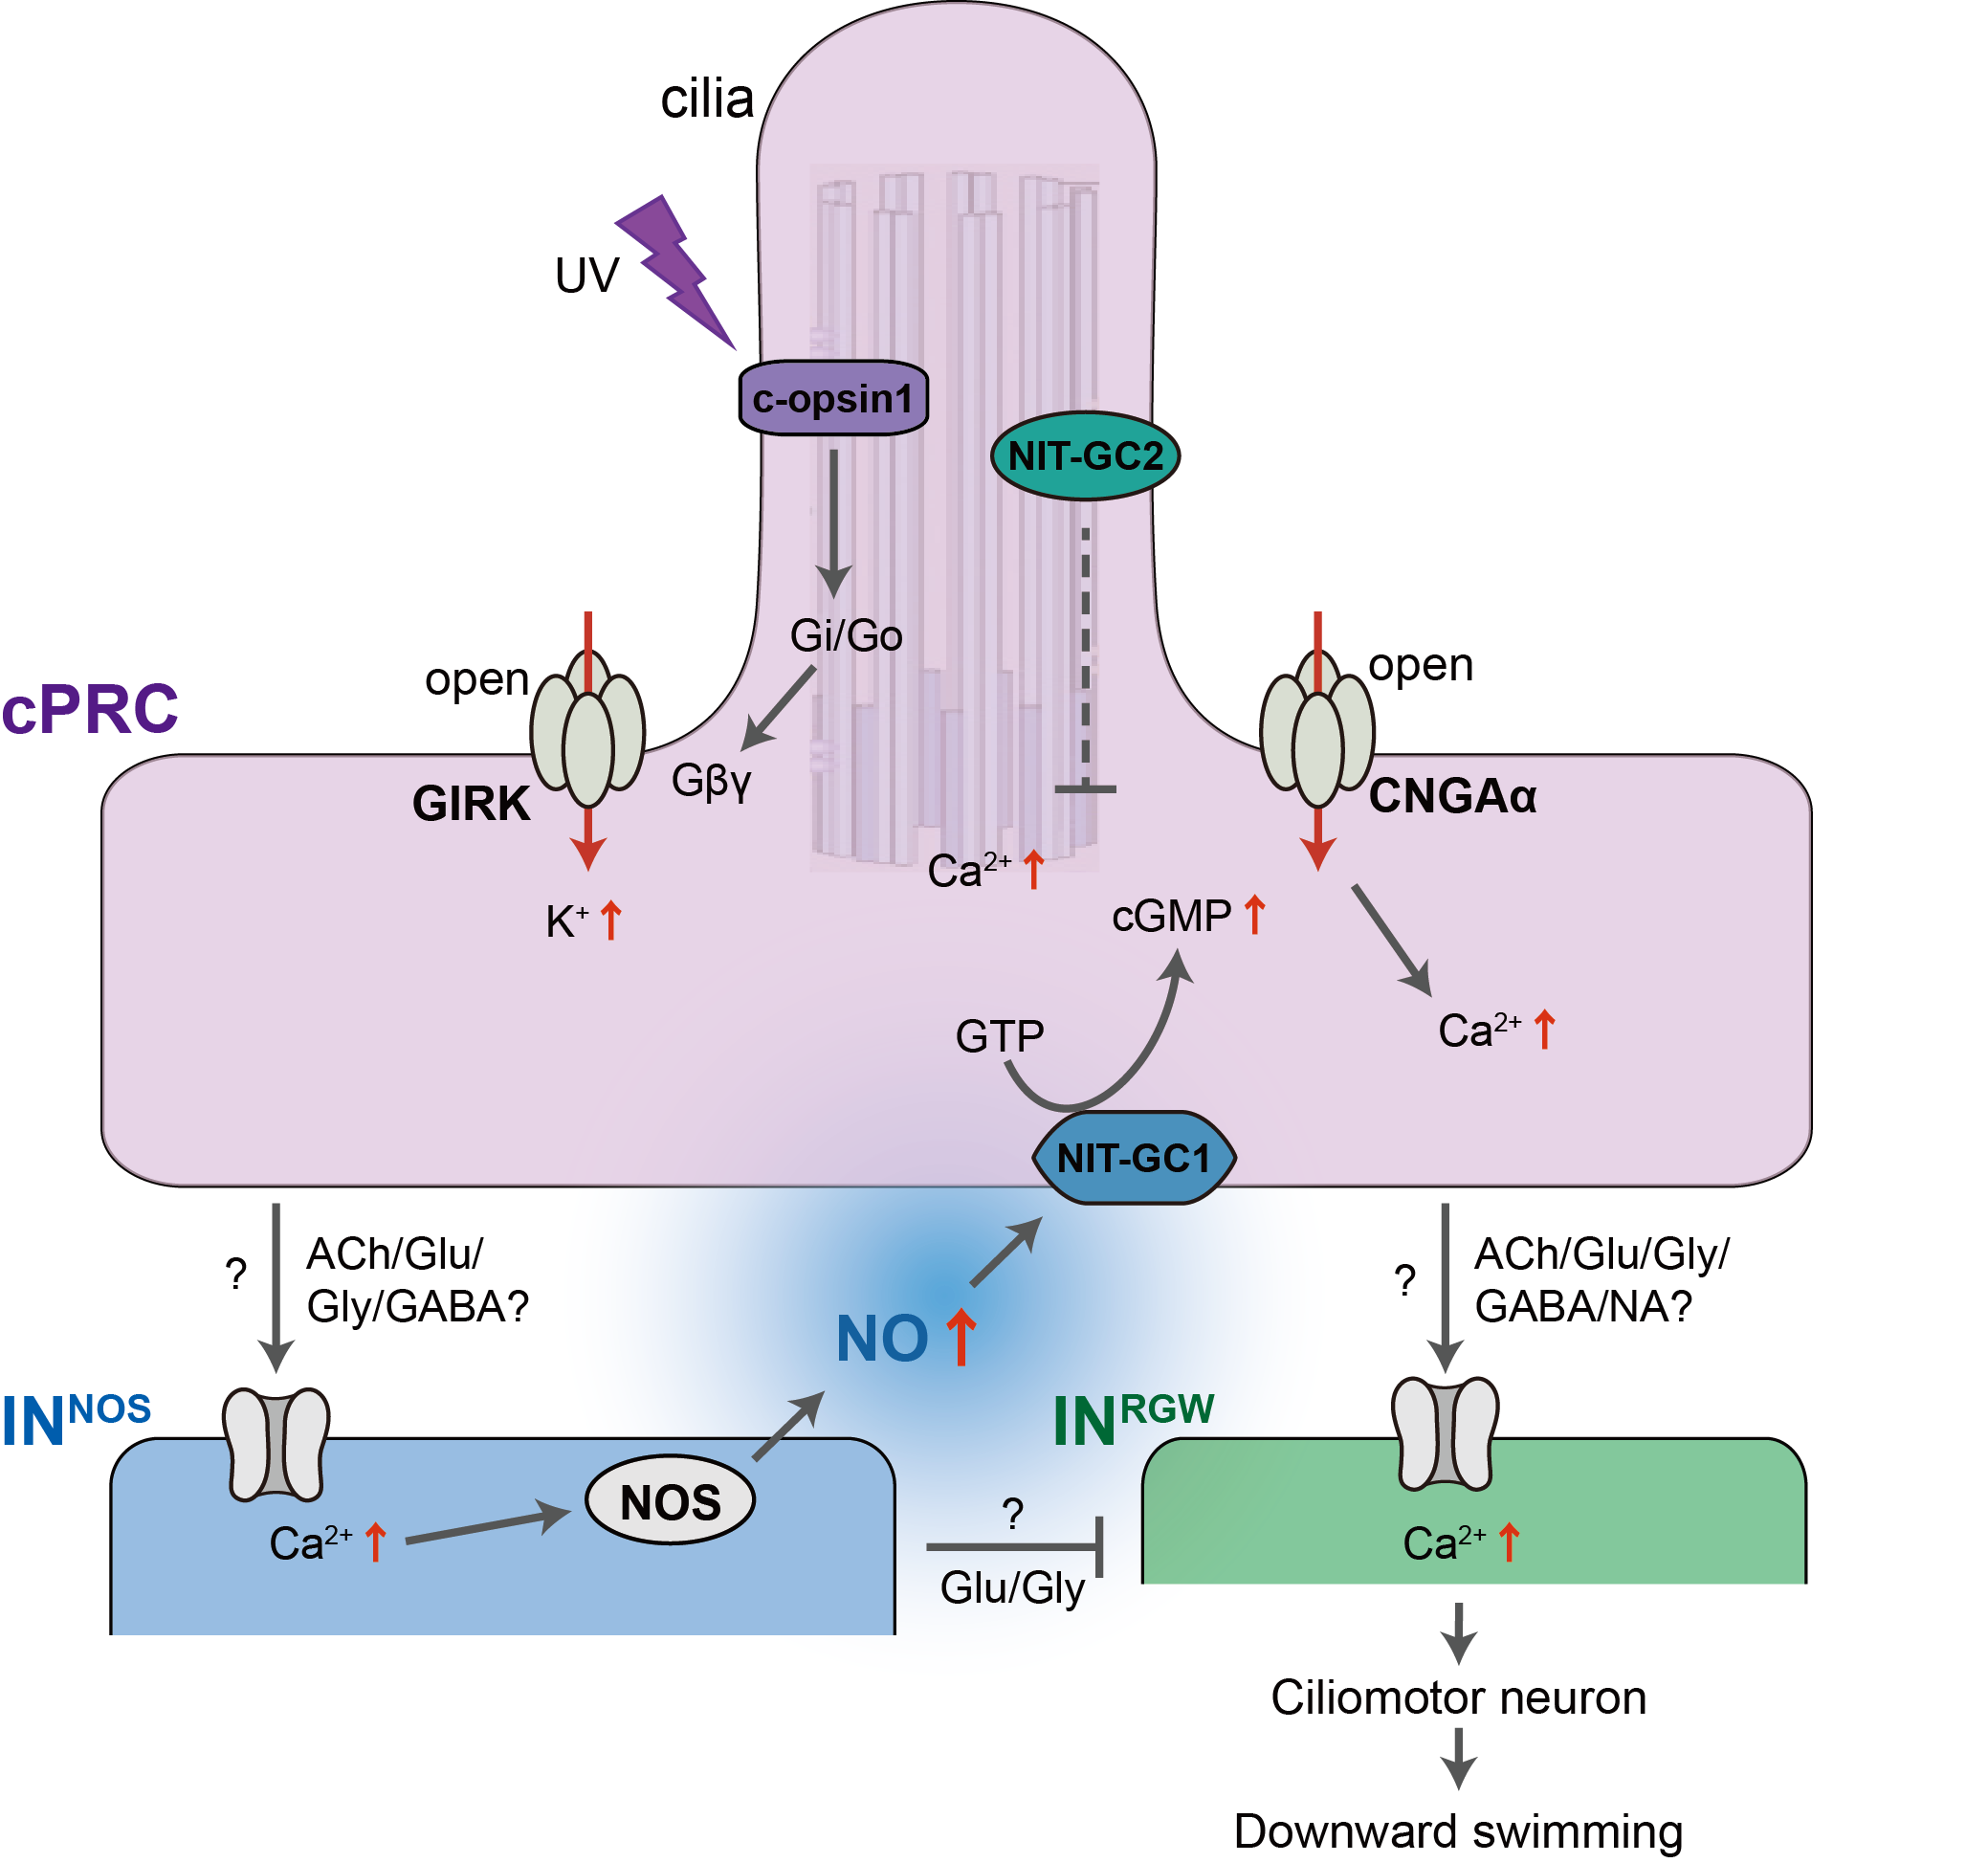 cilia
UV
c-opsin1
NIT-GC2
Gi/Go
open
open
cPRC
GIRK
Gβγ
CNGAα
Ca²⁺ ↑
K⁺ ↑
cGMP ↑
GTP
Ca²⁺ ↑
NIT-GC1
?
ACh/Glu/
Gly/GABA?
?
ACh/Glu/Gly/
GABA/NA?
NO ↑
IN^NOS
IN^RGW
NOS
Ca²⁺ ↑
?
Glu/Gly
Ca²⁺ ↑
Ciliomotor neuron
Downward swimming